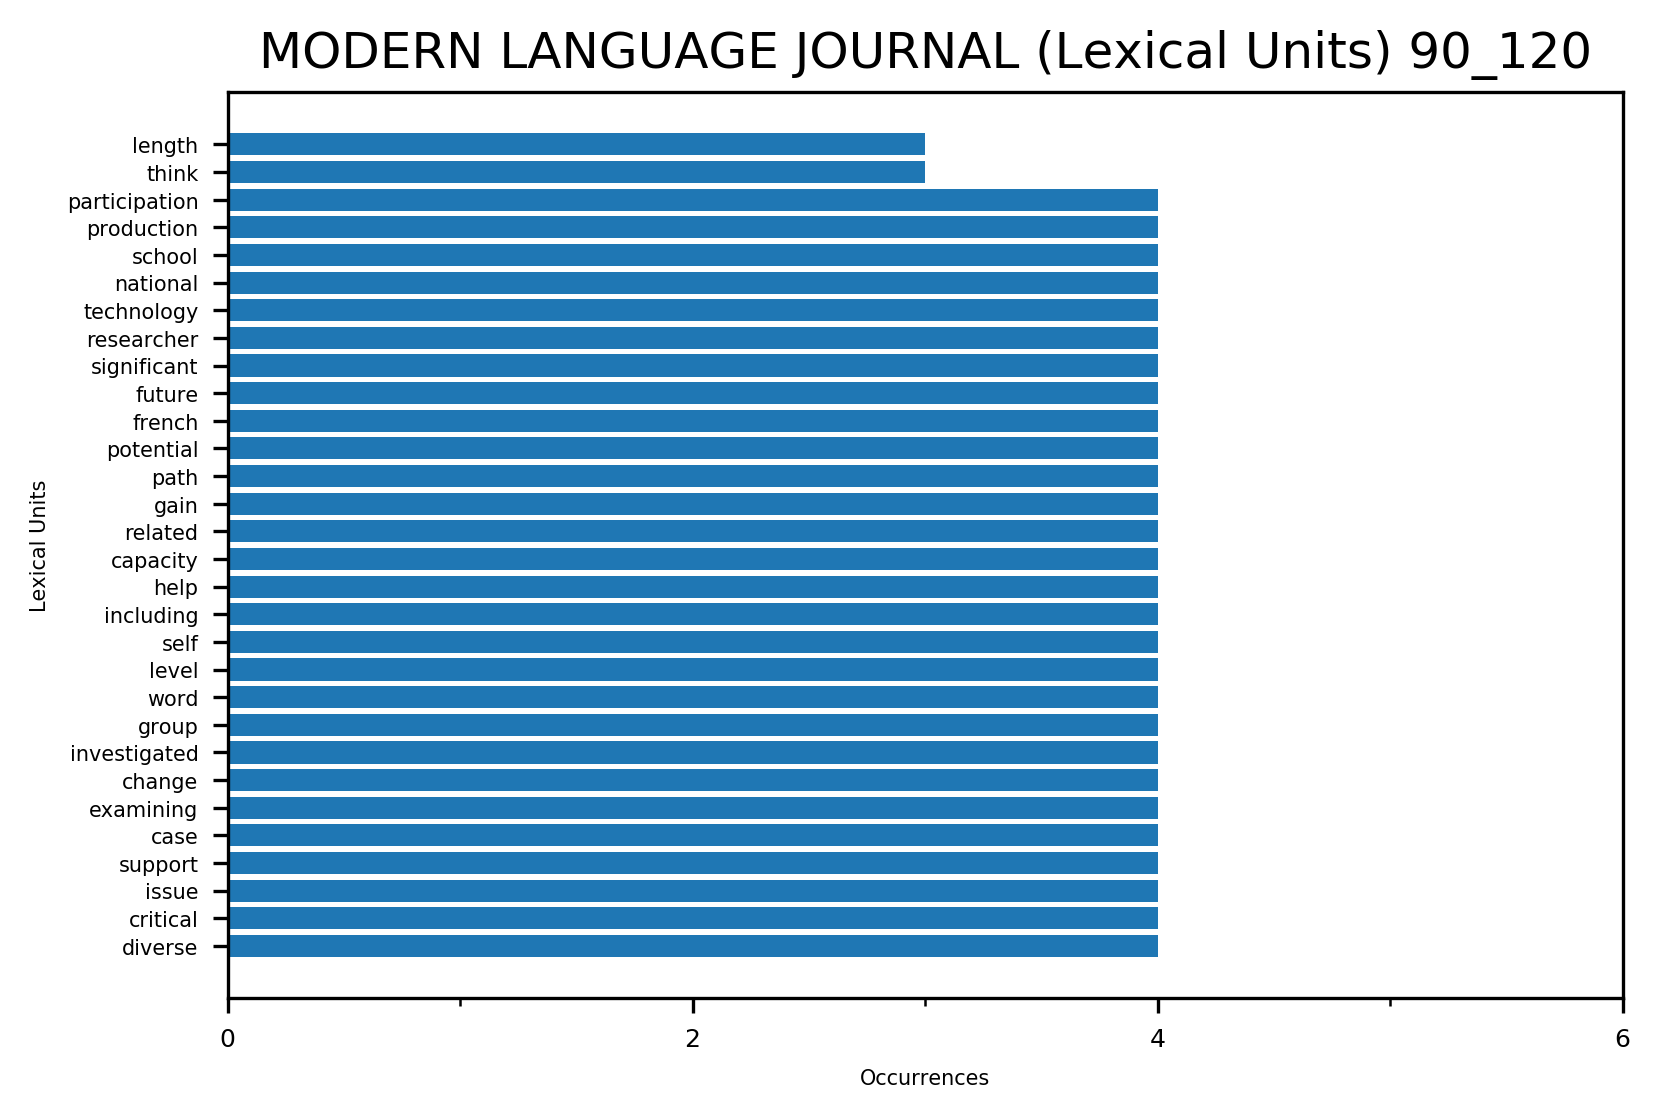 MODERN LANGUAGE JOURNAL (Lexical Units) 90_120
length
think
participation
production
school
national
technology
researcher
significant
future
french
potential
path
gain
related
capacity
help
including
self
level
word
group
investigated
change
examining
case
support
issue
critical
diverse
Lexical Units
0 2 4 6
Occurrences